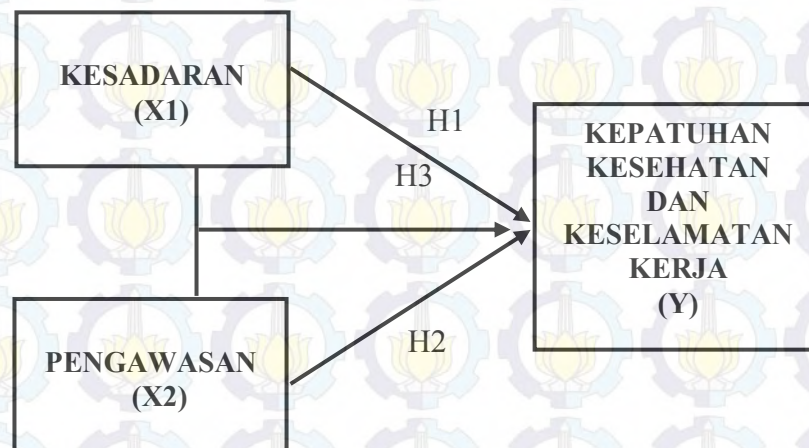 KESADARAN
(X1)
H1
H3
KEPATUHAN
KESEHATAN
DAN
KESELAMATAN
KERJA
(Y)
H2
PENGAWASAN
(X2)